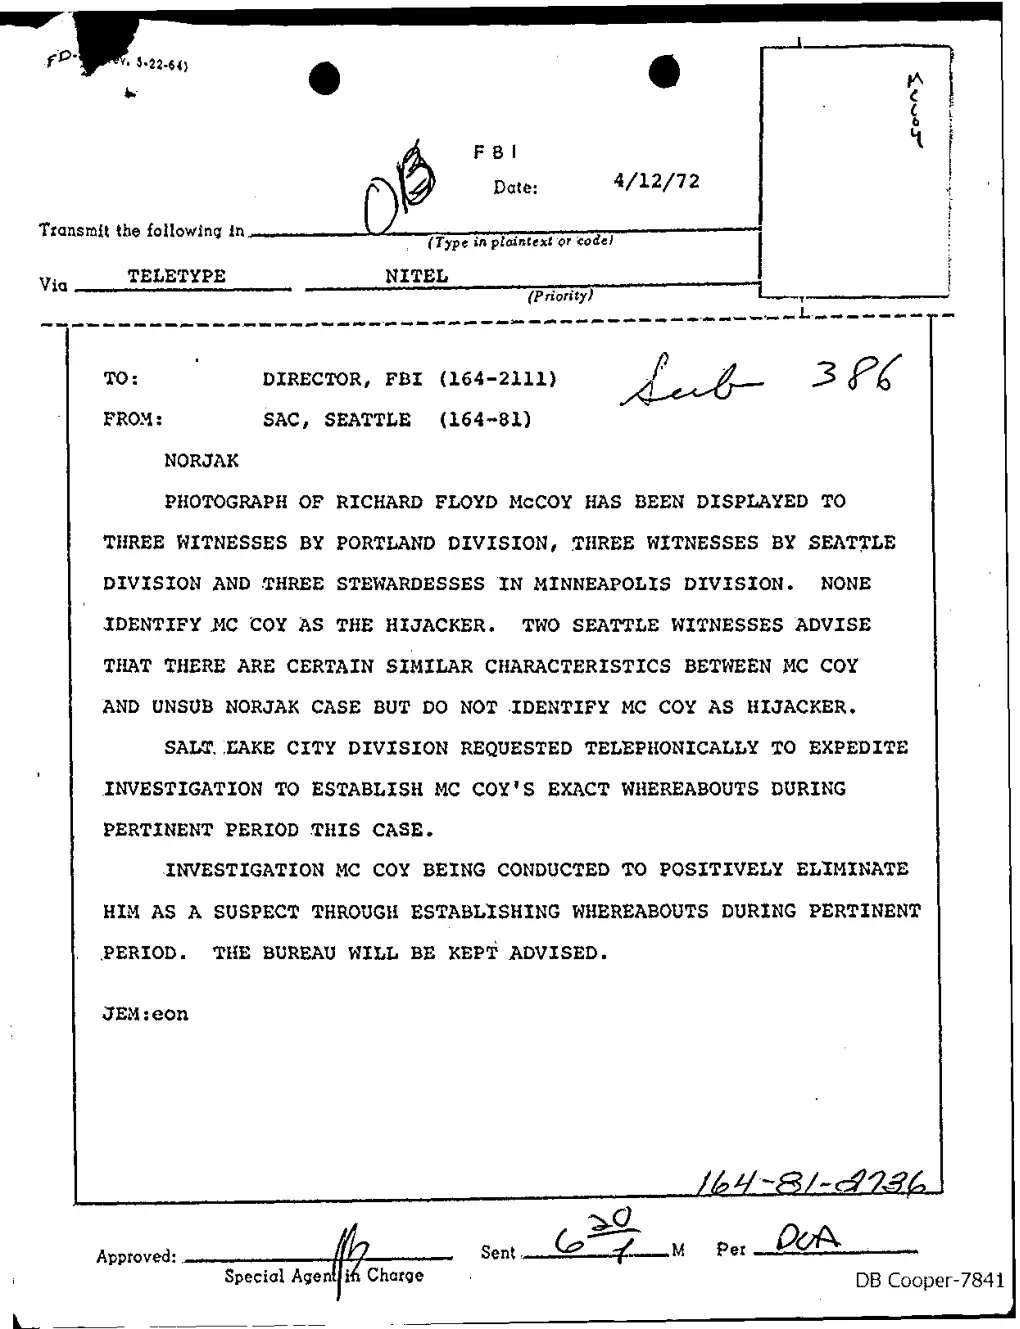 5-22-64)
McCoy
FBI
Date: 4/12/72
Transmit the following in
(Type in plaintext or code)
Via TELETYPE NITEL
(Priority)
TO: DIRECTOR, FBI (164-2111)
Sub 386
FROM: SAC, SEATTLE (164-81)
NORJAK
PHOTOGRAPH OF RICHARD FLOYD McCOY HAS BEEN DISPLAYED TO
THREE WITNESSES BY PORTLAND DIVISION, THREE WITNESSES BY SEATTLE
DIVISION AND THREE STEWARDESSES IN MINNEAPOLIS DIVISION. NONE
IDENTIFY MC COY AS THE HIJACKER. TWO SEATTLE WITNESSES ADVISE
THAT THERE ARE CERTAIN SIMILAR CHARACTERISTICS BETWEEN MC COY
AND UNSUB NORJAK CASE BUT DO NOT IDENTIFY MC COY AS HIJACKER.
SALT LAKE CITY DIVISION REQUESTED TELEPHONICALLY TO EXPEDITE
INVESTIGATION TO ESTABLISH MC COY'S EXACT WHEREABOUTS DURING
PERTINENT PERIOD THIS CASE.
INVESTIGATION MC COY BEING CONDUCTED TO POSITIVELY ELIMINATE
HIM AS A SUSPECT THROUGH ESTABLISHING WHEREABOUTS DURING PERTINENT
PERIOD. THE BUREAU WILL BE KEPT ADVISED.
JEM:eon
164-81-2736
Approved: Sent 620 M Per
Special Agent in Charge
DB Cooper-7841